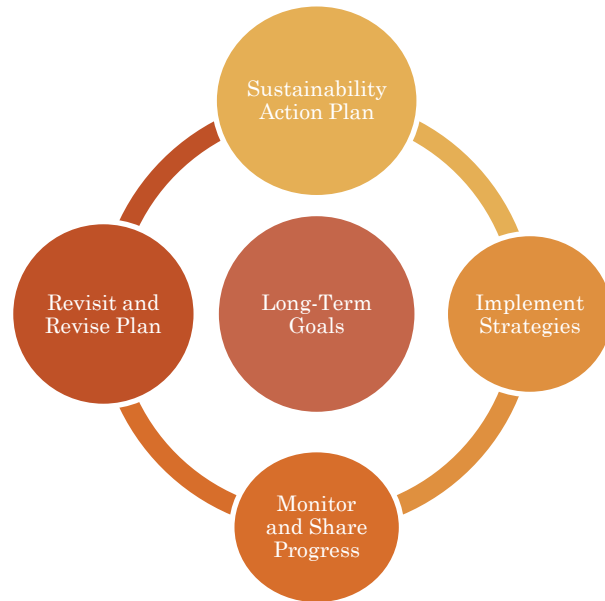 Sustainability
Action Plan
Revisit and
Revise Plan
Long-Term
Goals
Implement
Strategies
Monitor
and Share
Progress